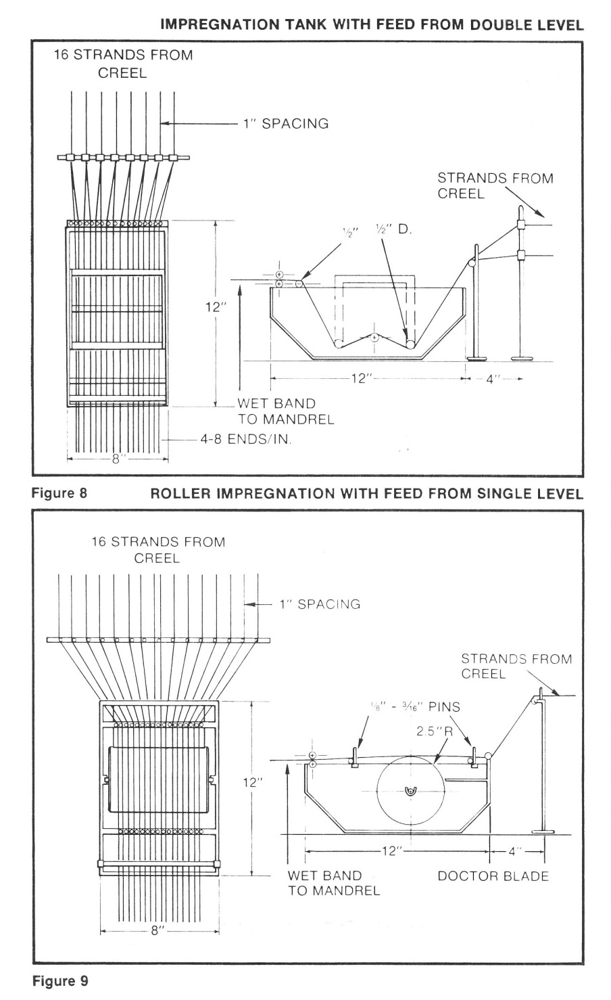 IMPREGNATION TANK WITH FEED FROM DOUBLE LEVEL
16 STRANDS FROM
CREEL
1" SPACING
STRANDS FROM
CREEL
½"
½" D.
12"
12"
4"
WET BAND
TO MANDREL
4-8 ENDS/IN.
8"
Figure 8
ROLLER IMPREGNATION WITH FEED FROM SINGLE LEVEL
16 STRANDS FROM
CREEL
1" SPACING
STRANDS FROM
CREEL
⅛" - 3/16" PINS
2.5"R
12"
12"
4"
WET BAND
TO MANDREL
DOCTOR BLADE
8"
Figure 9